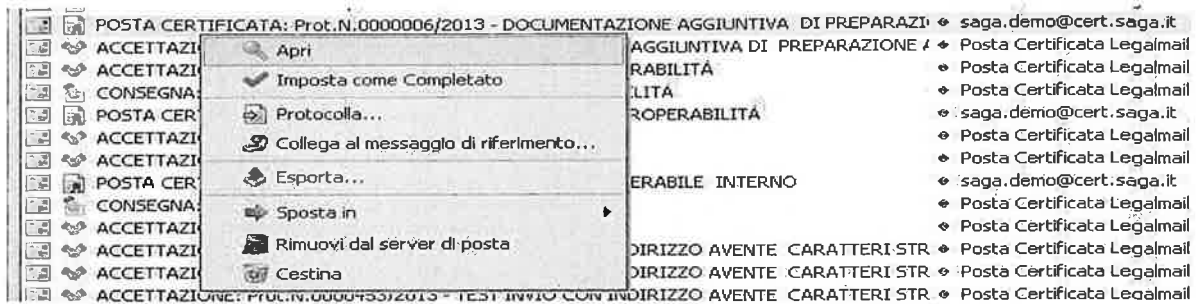 POSTA CERTIFICATA: Prot.N.0000006/2013 - DOCUMENTAZIONE AGGIUNTIVA DI PREPARAZI saga.demo@cert.saga.it
ACCETTAZI AGGIUNTIVA DI PREPARAZIONE Posta Certificata Legalmail
ACCETTAZI RABILITÁ Posta Certificata Legalmail
CONSEGNA: LITÁ Posta Certificata Legalmail
POSTA CER ROPERABILITÁ saga.demo@cert.saga.it
ACCETTAZI Posta Certificata Legalmail
ACCETTAZI Posta Certificata Legalmail
POSTA CER ERABILE INTERNO saga.demo@cert.saga.it
CONSEGNA: Posta Certificata Legalmail
ACCETTAZI Posta Certificata Legalmail
ACCETTAZI DIRIZZO AVENTE CARATTERI STR Posta Certificata Legalmail
ACCETTAZI DIRIZZO AVENTE CARATTERI STR Posta Certificata Legalmail
ACCETTAZIONE: Prot.N.0000453/2013 - TEST INVIO CON INDIRIZZO AVENTE CARATTERI STR Posta Certificata Legalmail
Apri
Imposta come Completato
Protocolla...
Collega al messaggio di riferimento...
Esporta...
Sposta in
Rimuovi dal server di posta
Cestina